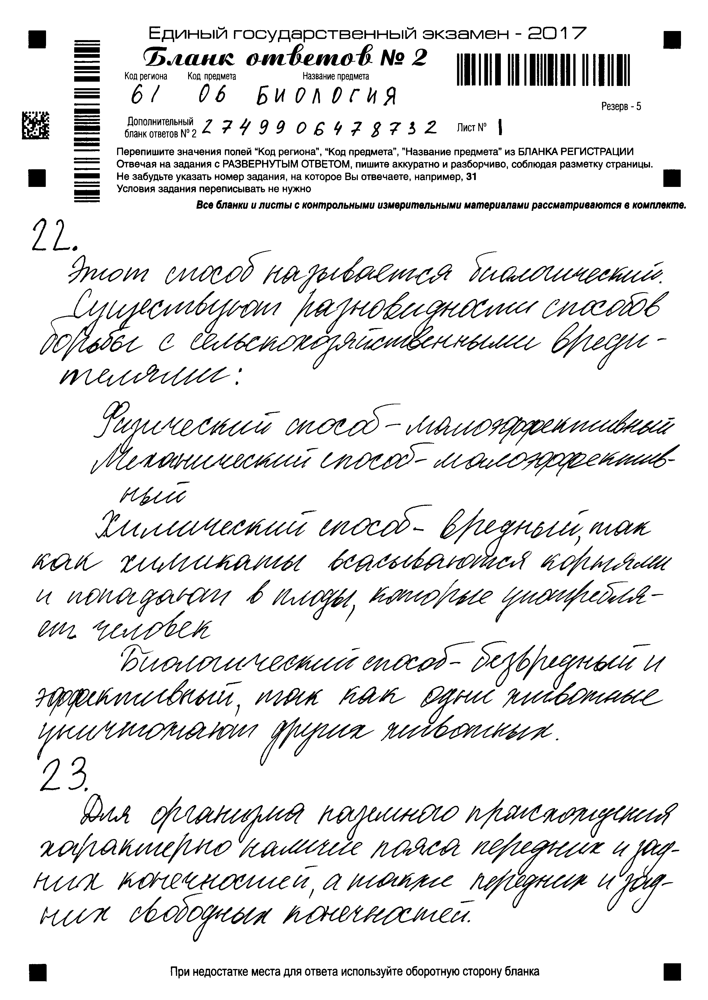 Единый государственный экзамен - 2017
Бланк ответов № 2
Код региона Код предмета Название предмета
61 06 БИОЛОГИЯ
Резерв - 5
Дополнительный
бланк ответов № 2 2749906478732 Лист № 1
Перепишите значения полей "Код региона", "Код предмета", "Название предмета" из БЛАНКА РЕГИСТРАЦИИ
Отвечая на задания с РАЗВЕРНУТЫМ ОТВЕТОМ, пишите аккуратно и разборчиво, соблюдая разметку страницы.
Не забудьте указать номер задания, на которое Вы отвечаете, например, 31
Условия задания переписывать не нужно
Все бланки и листы с контрольными измерительными материалами рассматриваются в комплекте.
22.
Этот способ называется биологический.
Существуют разновидности способов
борьбы с сельскохозяйственными вреди-
телями:
Физический способ - малоэффективный
Механический способ - малоэффектив-
ный
Химический способ - вредный, так
как химикаты всасываются корнями
и попадают в плоды, которые употребля-
ет человек
Биологический способ - безвредный и
эффективный, так как одни животные
уничтожают других животных.
23.
Для организма наземного происхождения
характерно наличие пояса передних и зад-
них конечностей, а также передних и зад-
них свободных конечностей.
При недостатке места для ответа используйте оборотную сторону бланка